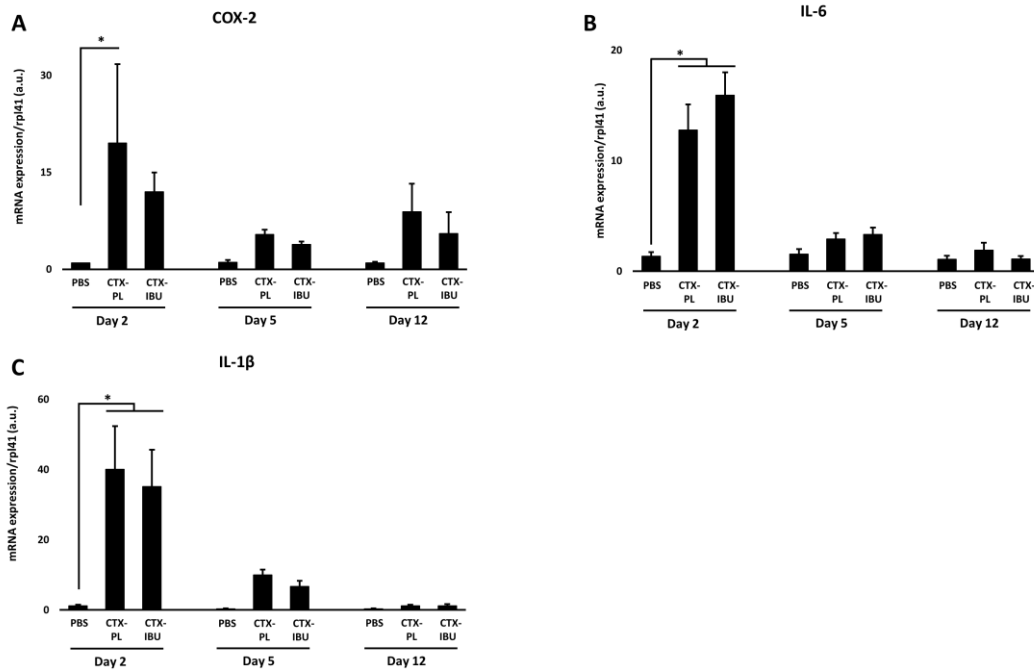 A
COX-2
mRNA expression/rpl41 (a.u.)
30
15
0
*
PBS
CTX-
PL
CTX-
IBU
PBS
CTX-
PL
CTX-
IBU
PBS
CTX-
PL
CTX-
IBU
Day 2
Day 5
Day 12
B
IL-6
mRNA expression/rpl41 (a.u.)
20
10
0
*
PBS
CTX-
PL
CTX-
IBU
PBS
CTX-
PL
CTX-
IBU
PBS
CTX-
PL
CTX-
IBU
Day 2
Day 5
Day 12
C
IL-1β
mRNA expression/rpl41 (a.u.)
60
40
20
0
*
PBS
CTX-
PL
CTX-
IBU
PBS
CTX-
PL
CTX-
IBU
PBS
CTX-
PL
CTX-
IBU
Day 2
Day 5
Day 12